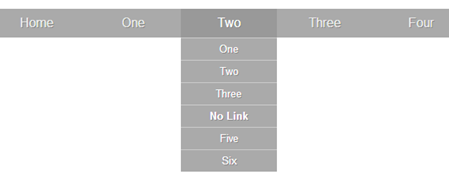 Home One Two Three Four
One
Two
Three
No Link
Five
Six